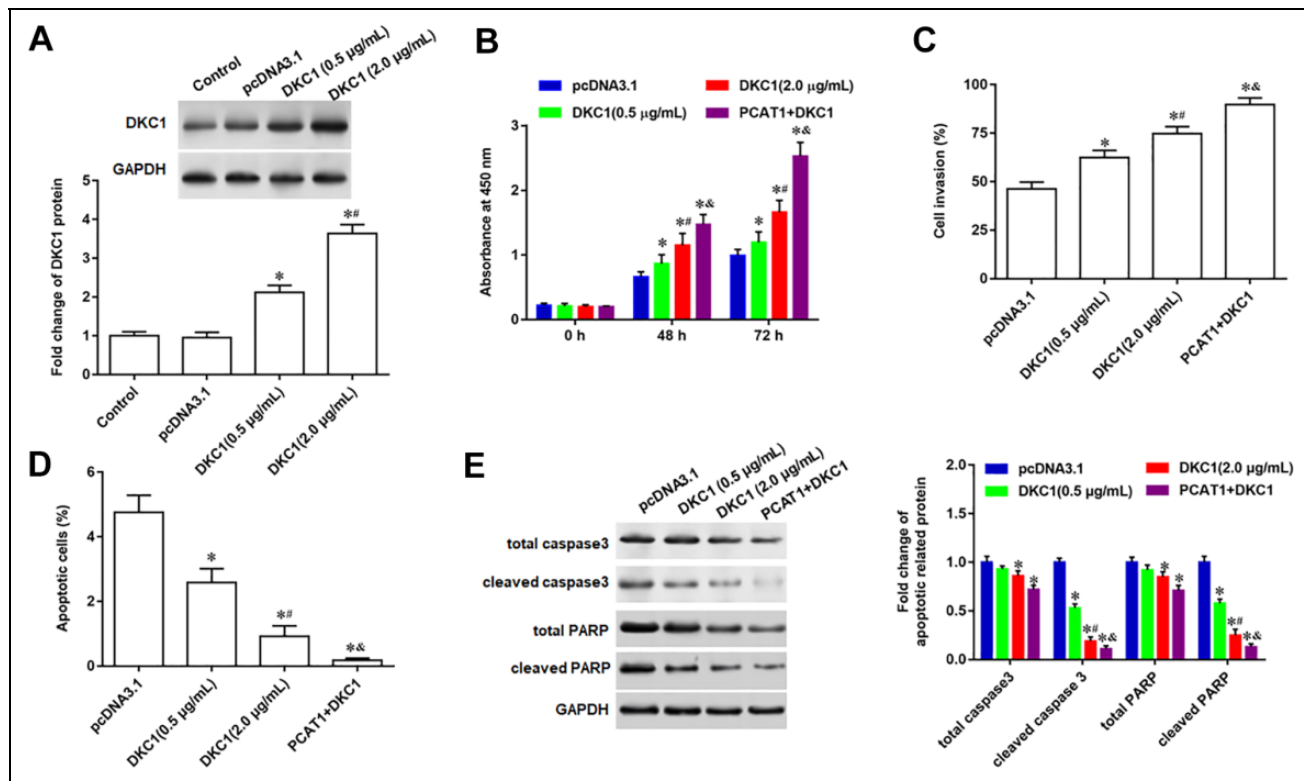 A
Control
pcDNA3.1
DKC1 (0.5 µg/mL)
DKC1 (2.0 µg/mL)
DKC1
GAPDH
Fold change of DKC1 protein
5
4
3
2
1
0
*
*#
Control
pcDNA3.1
DKC1(0.5 µg/mL)
DKC1(2.0 µg/mL)
B
pcDNA3.1
DKC1(2.0 µg/mL)
DKC1(0.5 µg/mL)
PCAT1+DKC1
Absorbance at 450 nm
3
2
1
0
*
*#
*&
*
*#
*&
0 h
48 h
72 h
C
Cell invasion (%)
100
75
50
25
0
*
*#
*&
pcDNA3.1
DKC1(0.5 µg/mL)
DKC1(2.0 µg/mL)
PCAT1+DKC1
D
Apoptotic cells (%)
6
4
2
0
*
*#
*&
pcDNA3.1
DKC1(0.5 µg/mL)
DKC1(2.0 µg/mL)
PCAT1+DKC1
E
pcDNA3.1
DKC1 (0.5 µg/mL)
DKC1 (2 µg/mL)
PCAT1+DKC1
total caspase3
cleaved caspase3
total PARP
cleaved PARP
GAPDH
pcDNA3.1
DKC1(2.0 µg/mL)
DKC1(0.5 µg/mL)
PCAT1+DKC1
Fold change of
apoptotic related protein
2.0
1.5
1.0
0.5
0.0
*
*
*
*#
*&
*
*
*
*#
*&
total caspase3
cleaved caspase 3
total PARP
cleaved PARP